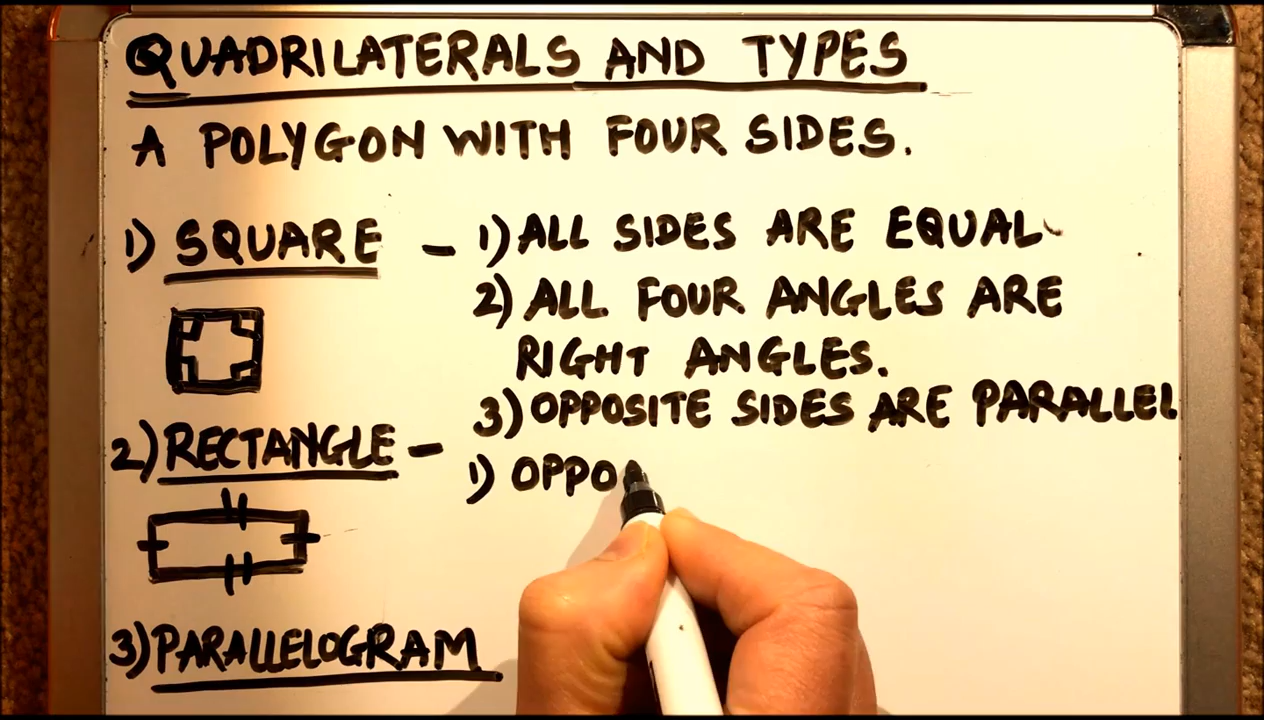 QUADRILATERALS AND TYPES
A POLYGON WITH FOUR SIDES.
1) SQUARE - 1) ALL SIDES ARE EQUAL
2) ALL FOUR ANGLES ARE
RIGHT ANGLES.
3) OPPOSITE SIDES ARE PARALLEL
2) RECTANGLE - 1) OPPO
3) PARALLELOGRAM